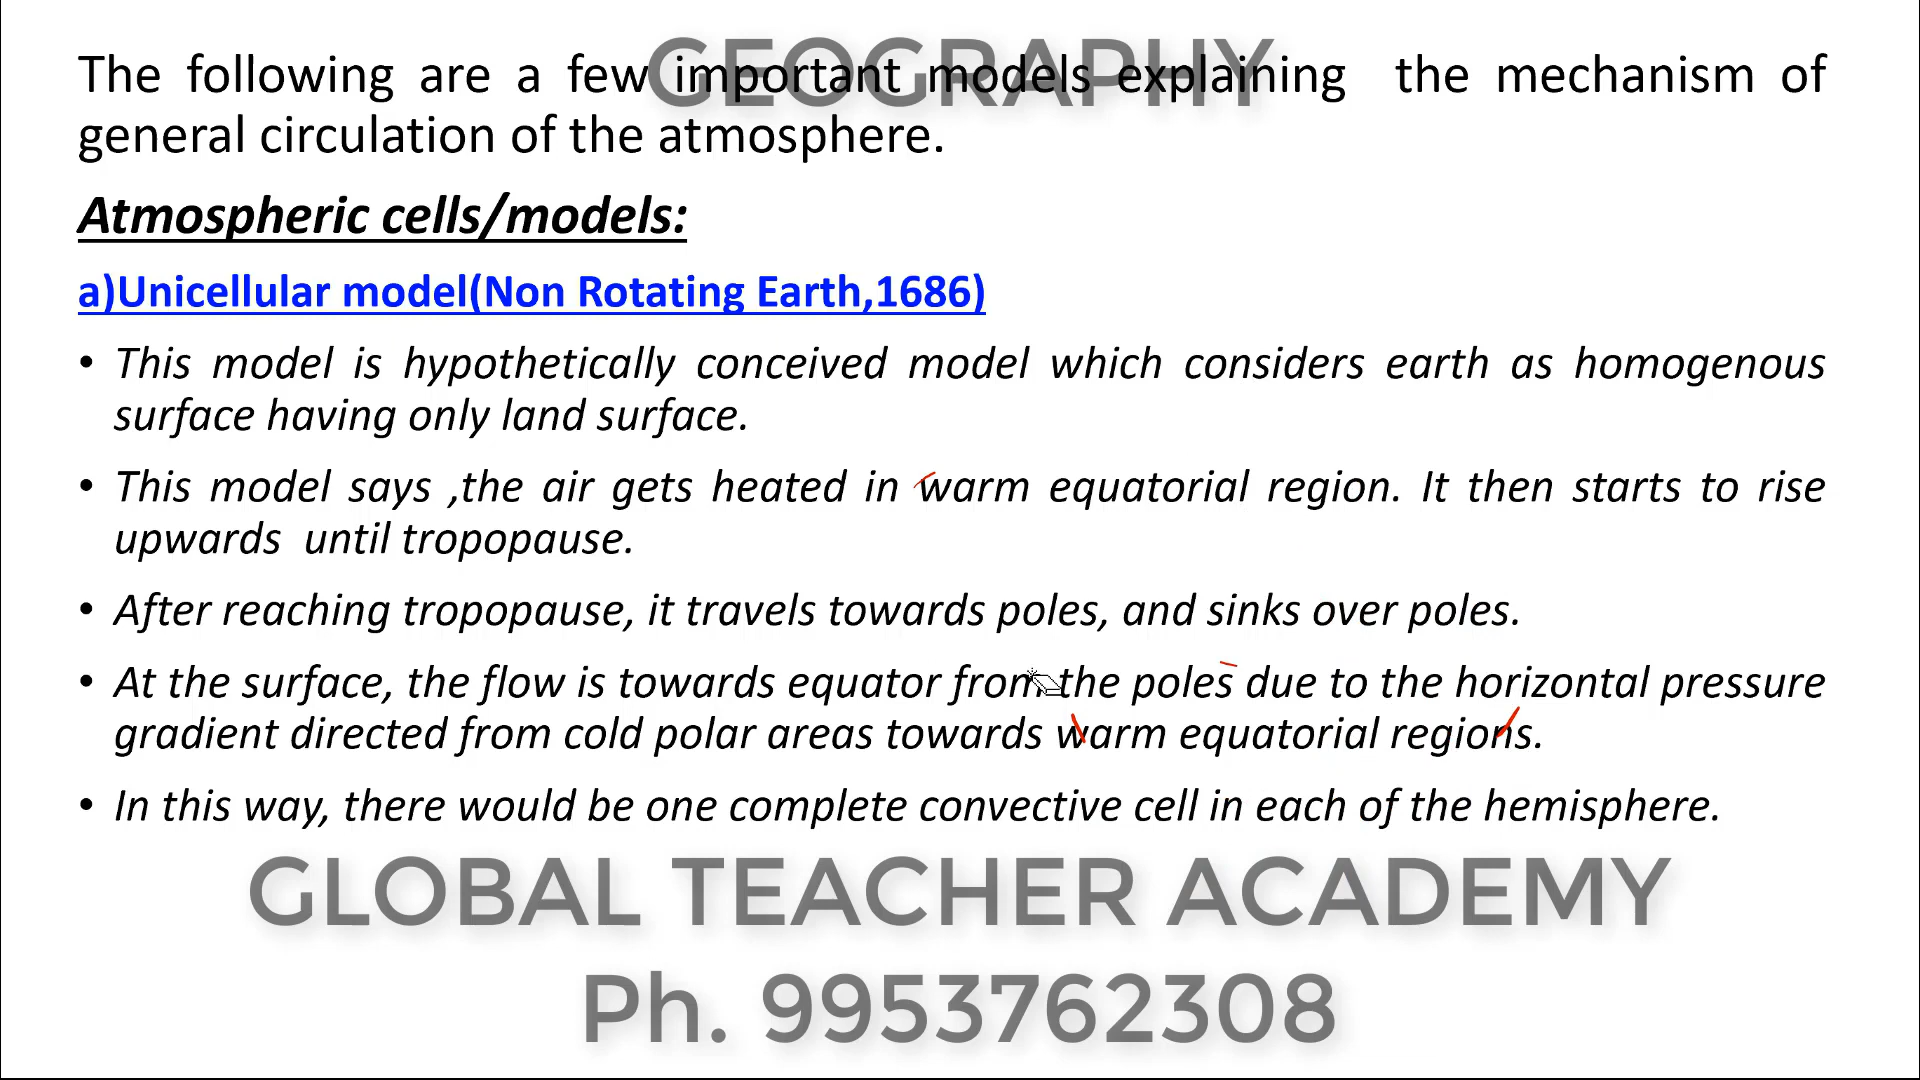 GEOGRAPHY
The following are a few important models explaining the mechanism of
general circulation of the atmosphere.
Atmospheric cells/models:
a)Unicellular model(Non Rotating Earth,1686)
• This model is hypothetically conceived model which considers earth as homogenous
surface having only land surface.
• This model says ,the air gets heated in warm equatorial region. It then starts to rise
upwards until tropopause.
• After reaching tropopause, it travels towards poles, and sinks over poles.
• At the surface, the flow is towards equator from the poles due to the horizontal pressure
gradient directed from cold polar areas towards warm equatorial regions.
• In this way, there would be one complete convective cell in each of the hemisphere.
GLOBAL TEACHER ACADEMY
Ph. 9953762308